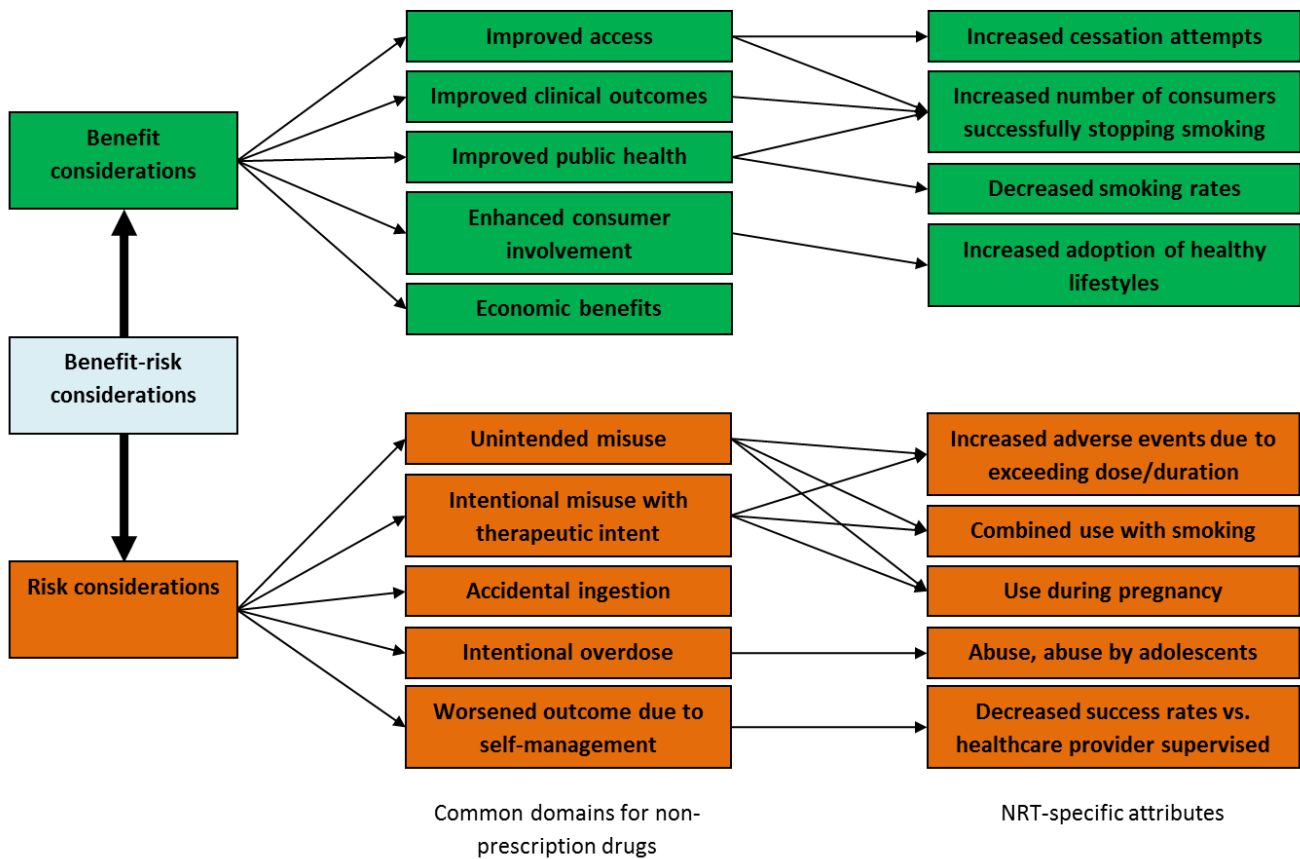 Improved access
Increased cessation attempts
Improved clinical outcomes
Increased number of consumers
successfully stopping smoking
Benefit
considerations
Improved public health
Decreased smoking rates
Enhanced consumer
involvement
Increased adoption of healthy
lifestyles
Economic benefits
Benefit-risk
considerations
Unintended misuse
Increased adverse events due to
exceeding dose/duration
Intentional misuse with
therapeutic intent
Combined use with smoking
Risk considerations
Accidental ingestion
Use during pregnancy
Intentional overdose
Abuse, abuse by adolescents
Worsened outcome due to
self-management
Decreased success rates vs.
healthcare provider supervised
Common domains for non-
prescription drugs
NRT-specific attributes